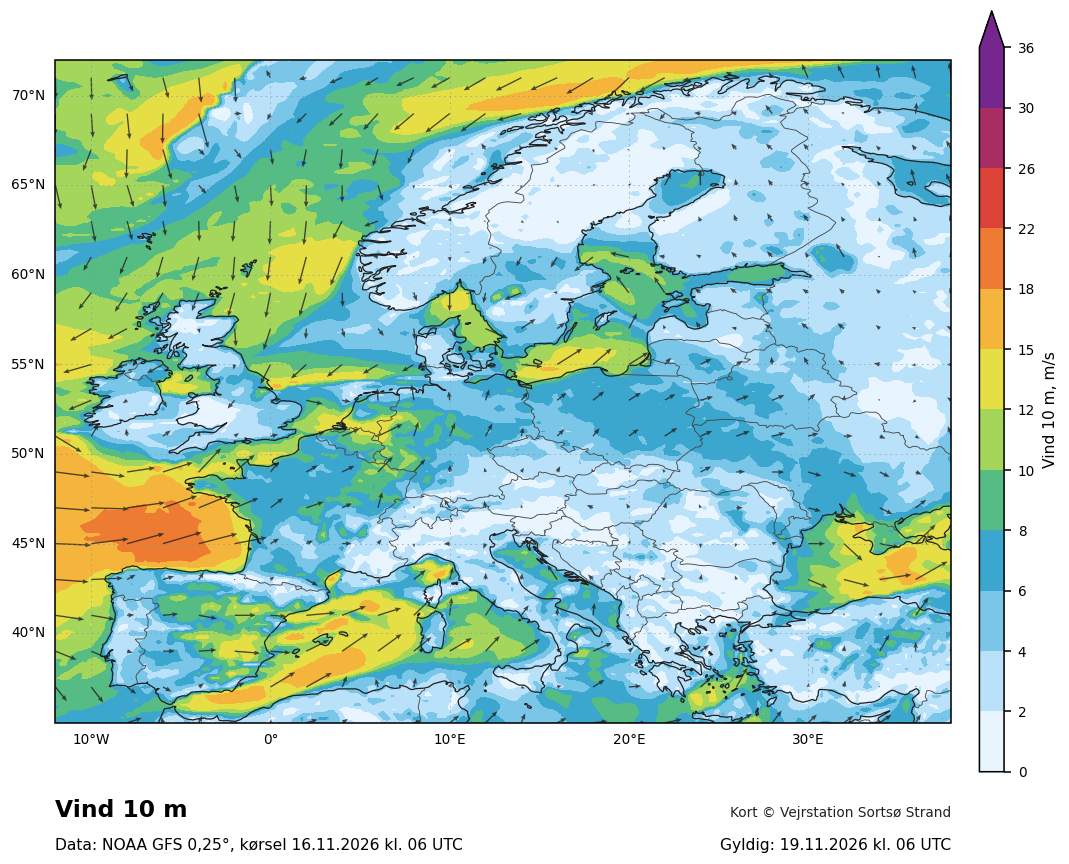 36
30
26
22
18
15
12
10
8
6
4
2
0
Vind 10 m, m/s
70°N
65°N
60°N
55°N
50°N
45°N
40°N
10°W
0°
10°E
20°E
30°E
Vind 10 m
Kort © Vejrstation Sortsø Strand
Data: NOAA GFS 0,25°, kørsel 16.11.2026 kl. 06 UTC
Gyldig: 19.11.2026 kl. 06 UTC